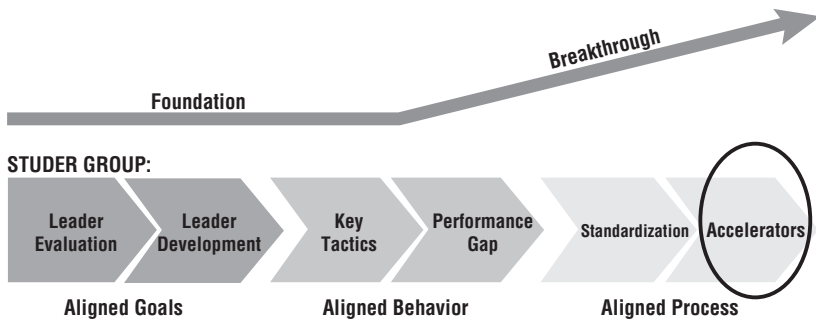 Breakthrough
Foundation
STUDER GROUP:
Leader
Evaluation
Leader
Development
Key
Tactics
Performance
Gap
Standardization
Accelerators
Aligned Goals
Aligned Behavior
Aligned Process